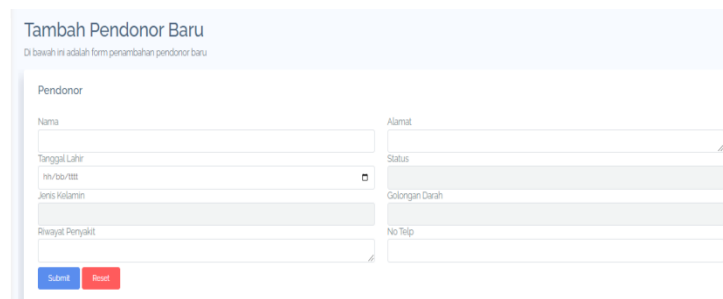 Tambah Pendonor Baru
Di bawah ini adalah form penambahan pendonor baru
Pendonor
Nama
Alamat
Tanggal Lahir
Status
hh/bb/tttt
Jenis Kelamin
Golongan Darah
Riwayat Penyakit
No Telp
Submit
Reset